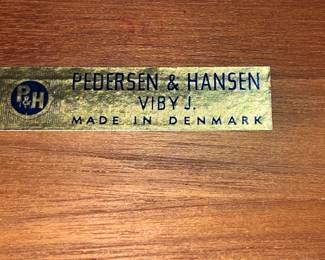 P&H
PEDERSEN & HANSEN
VIBY J.
MADE IN DENMARK